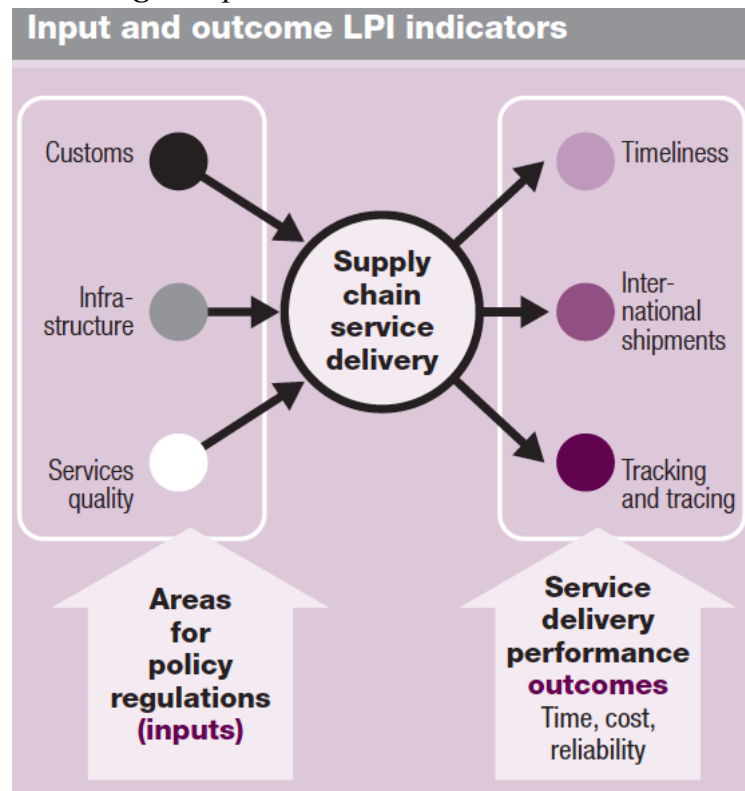 Input and outcome LPI indicators
Customs
Infra-
structure
Services
quality
Supply
chain
service
delivery
Timeliness
Inter-
national
shipments
Tracking
and tracing
Areas
for
policy
regulations
(inputs)
Service
delivery
performance
outcomes
Time, cost,
reliability